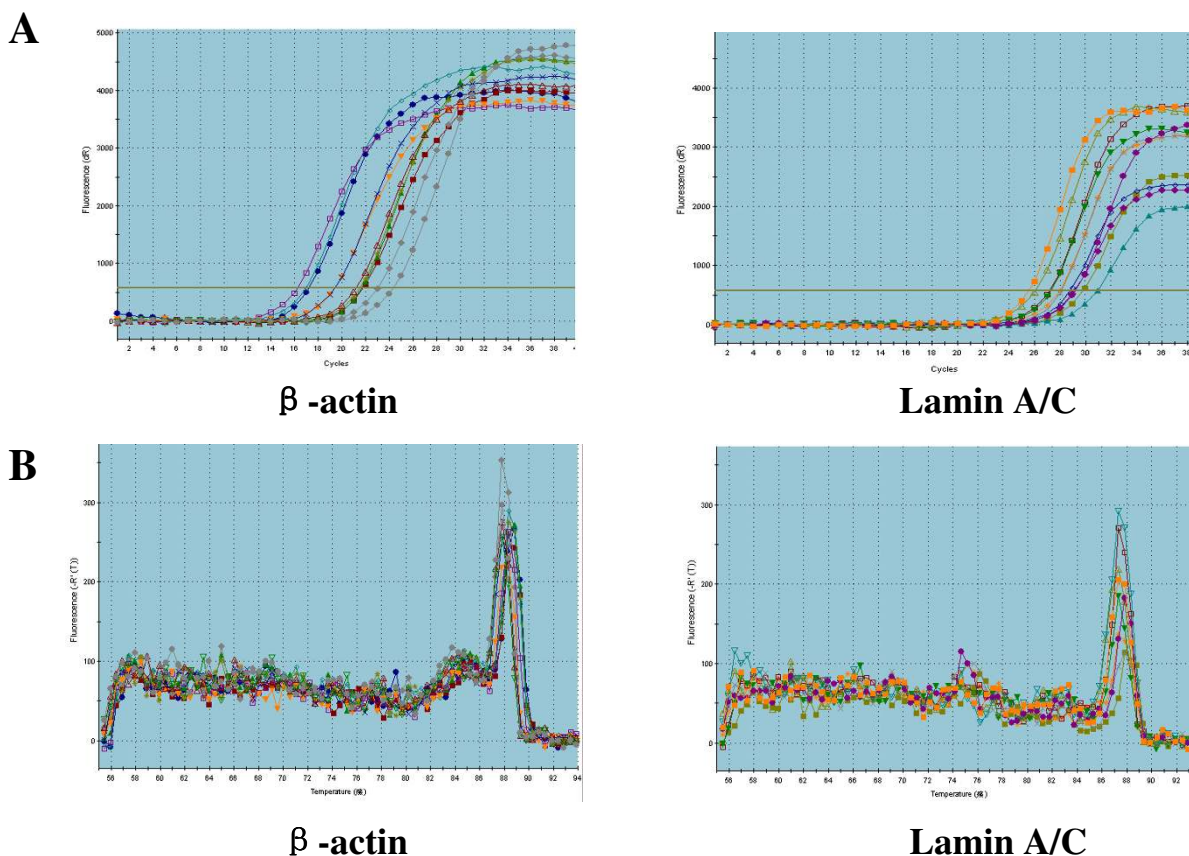 A
Fluorescence (dR)
5000
4000
3000
2000
1000
0
2 4 6 8 10 12 14 16 18 20 22 24 26 28 30 32 34 36 38
Cycles
β-actin
Fluorescence (dR)
4000
3000
2000
1000
0
2 4 6 8 10 12 14 16 18 20 22 24 26 28 30 32 34 36 38
Cycles
Lamin A/C
B
Fluorescence (-R'(T))
300
200
100
0
56 58 60 62 64 66 68 70 72 74 76 78 80 82 84 86 88 90 92 94
Temperature (癈)
β-actin
Fluorescence (-R'(T))
300
200
100
0
56 58 60 62 64 66 68 70 72 74 76 78 80 82 84 86 88 90 92
Temperature (癈)
Lamin A/C